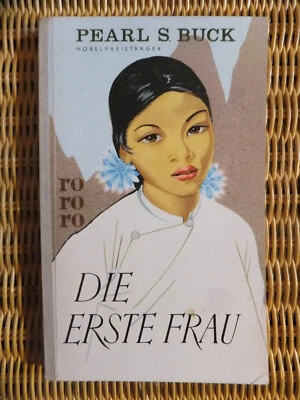 PEARL S. BUCK
NOBELPREISTRÄGER
ro
ro
ro
DIE
ERSTE FRAU